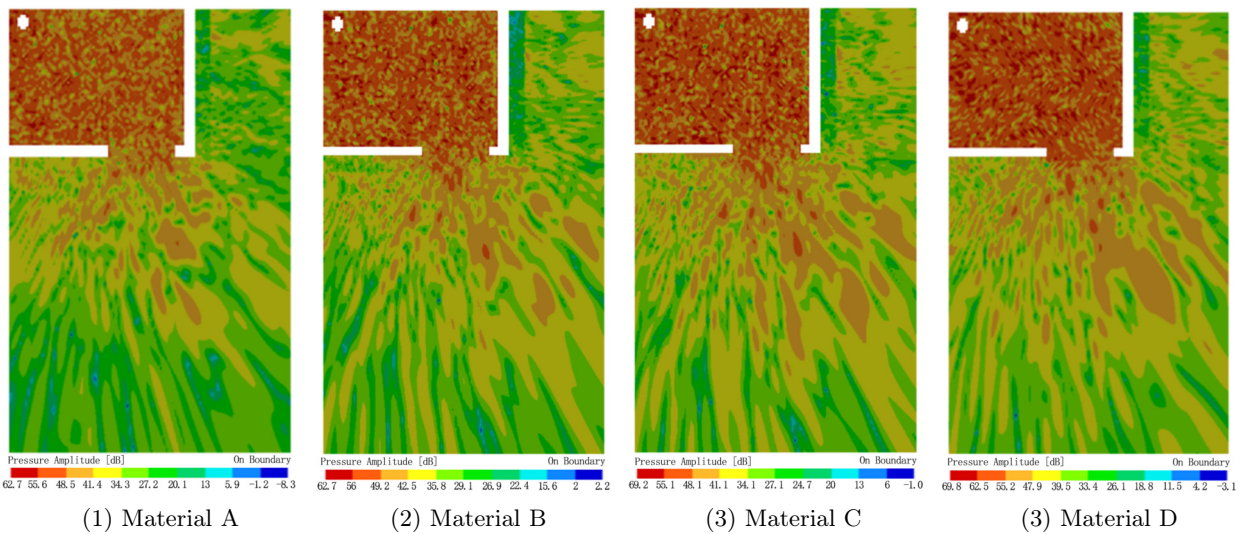 Pressure Amplitude [dB] On Boundary
62.7 55.6 48.5 41.4 34.3 27.2 20.1 13 5.9 -1.2 -8.3
(1) Material A
Pressure Amplitude [dB] On Boundary
62.7 56 49.2 42.5 35.8 29.1 26.9 22.4 15.6 2 2.2
(2) Material B
Pressure Amplitude [dB] On Boundary
69.2 55.1 48.1 41.1 34.1 27.1 24.7 20 13 6 -1.0
(3) Material C
Pressure Amplitude [dB] On Boundary
69.8 62.5 55.2 47.9 40.5 33.4 26.1 18.8 11.5 4.2 -3.1
(3) Material D